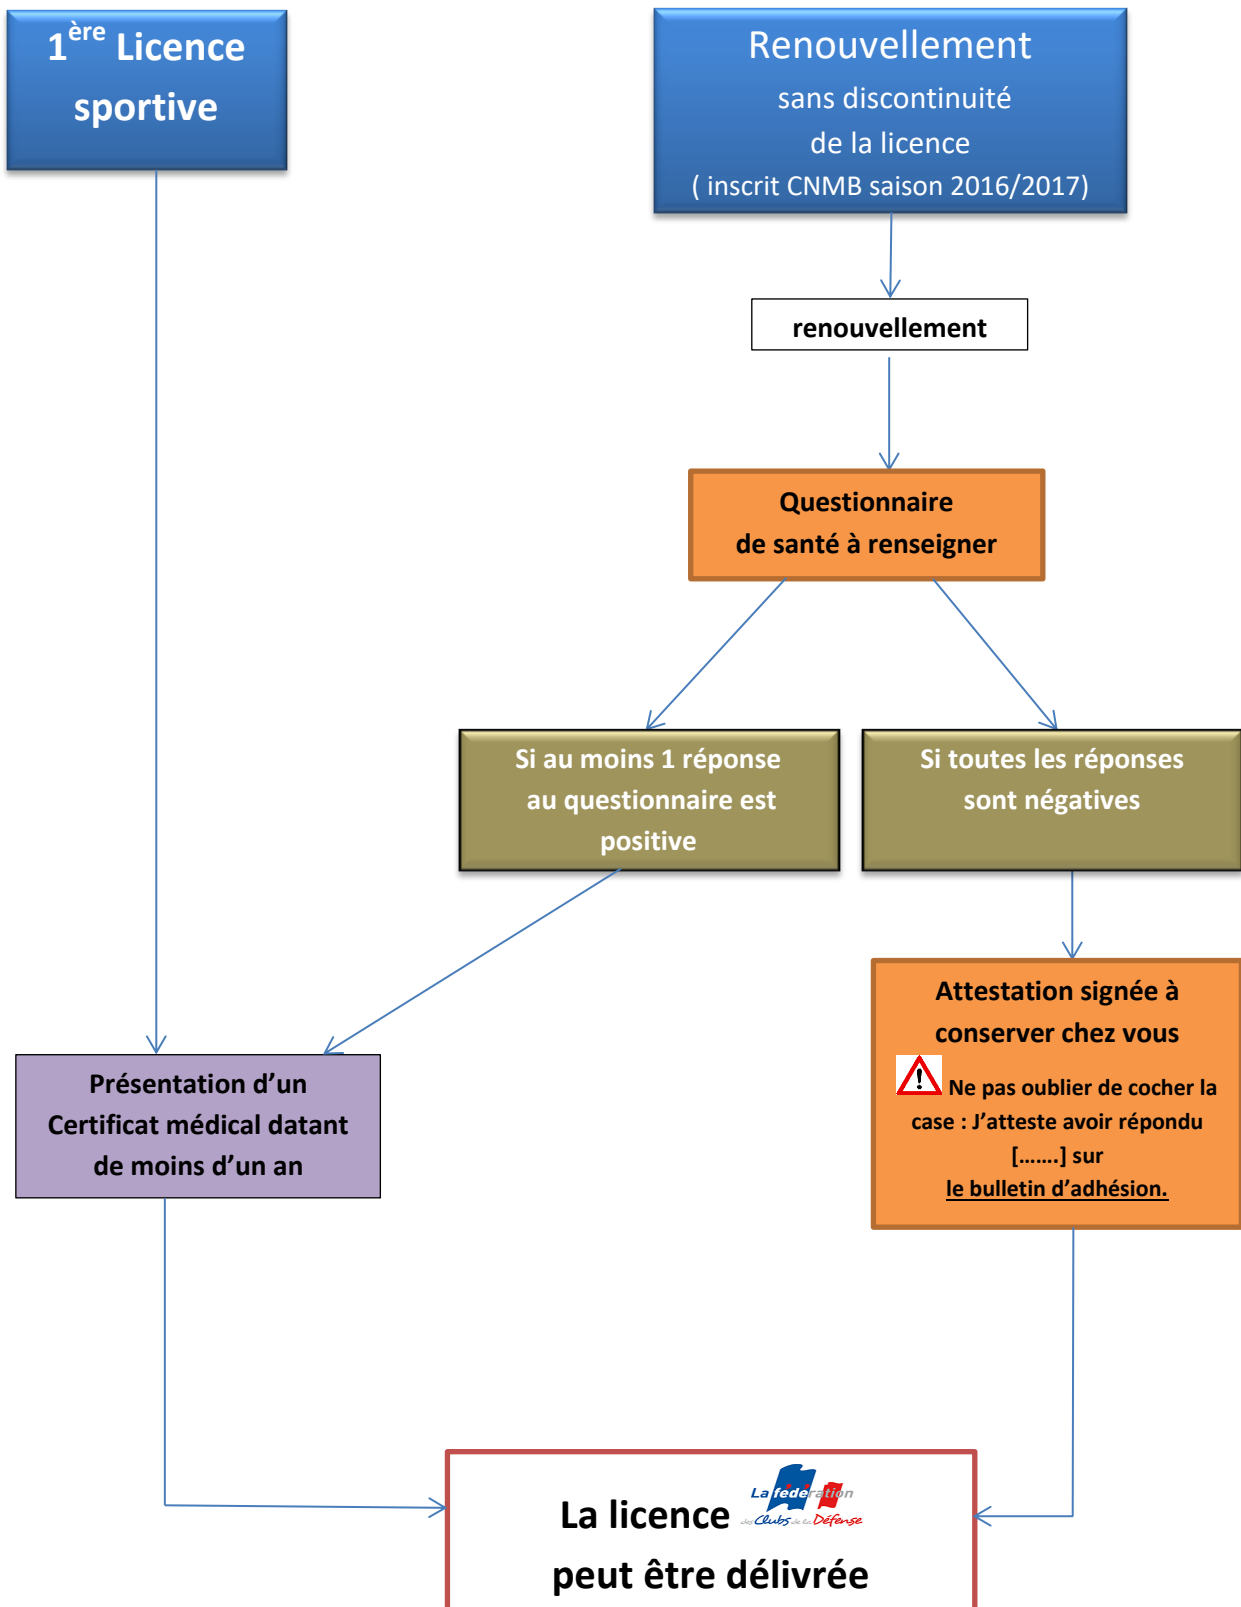 1ère Licence
sportive
Renouvellement
sans discontinuité
de la licence
( inscrit CNMB saison 2016/2017)
renouvellement
Questionnaire
de santé à renseigner
Si au moins 1 réponse
au questionnaire est
positive
Si toutes les réponses
sont négatives
Attestation signée à
conserver chez vous
Ne pas oublier de cocher la
case : J’atteste avoir répondu
[…….] sur
le bulletin d’adhésion.
Présentation d’un
Certificat médical datant
de moins d’un an
La licence
La fédération
des Clubs de la Défense
peut être délivrée